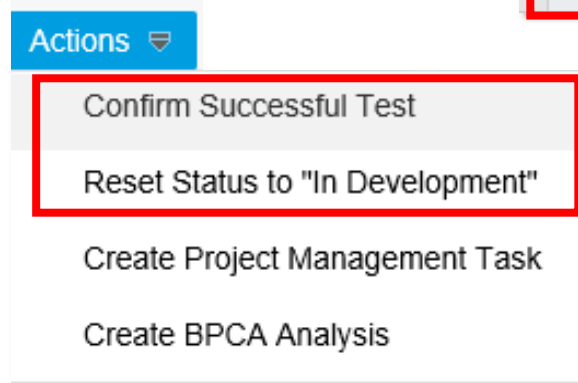 Actions
Confirm Successful Test
Reset Status to "In Development"
Create Project Management Task
Create BPCA Analysis